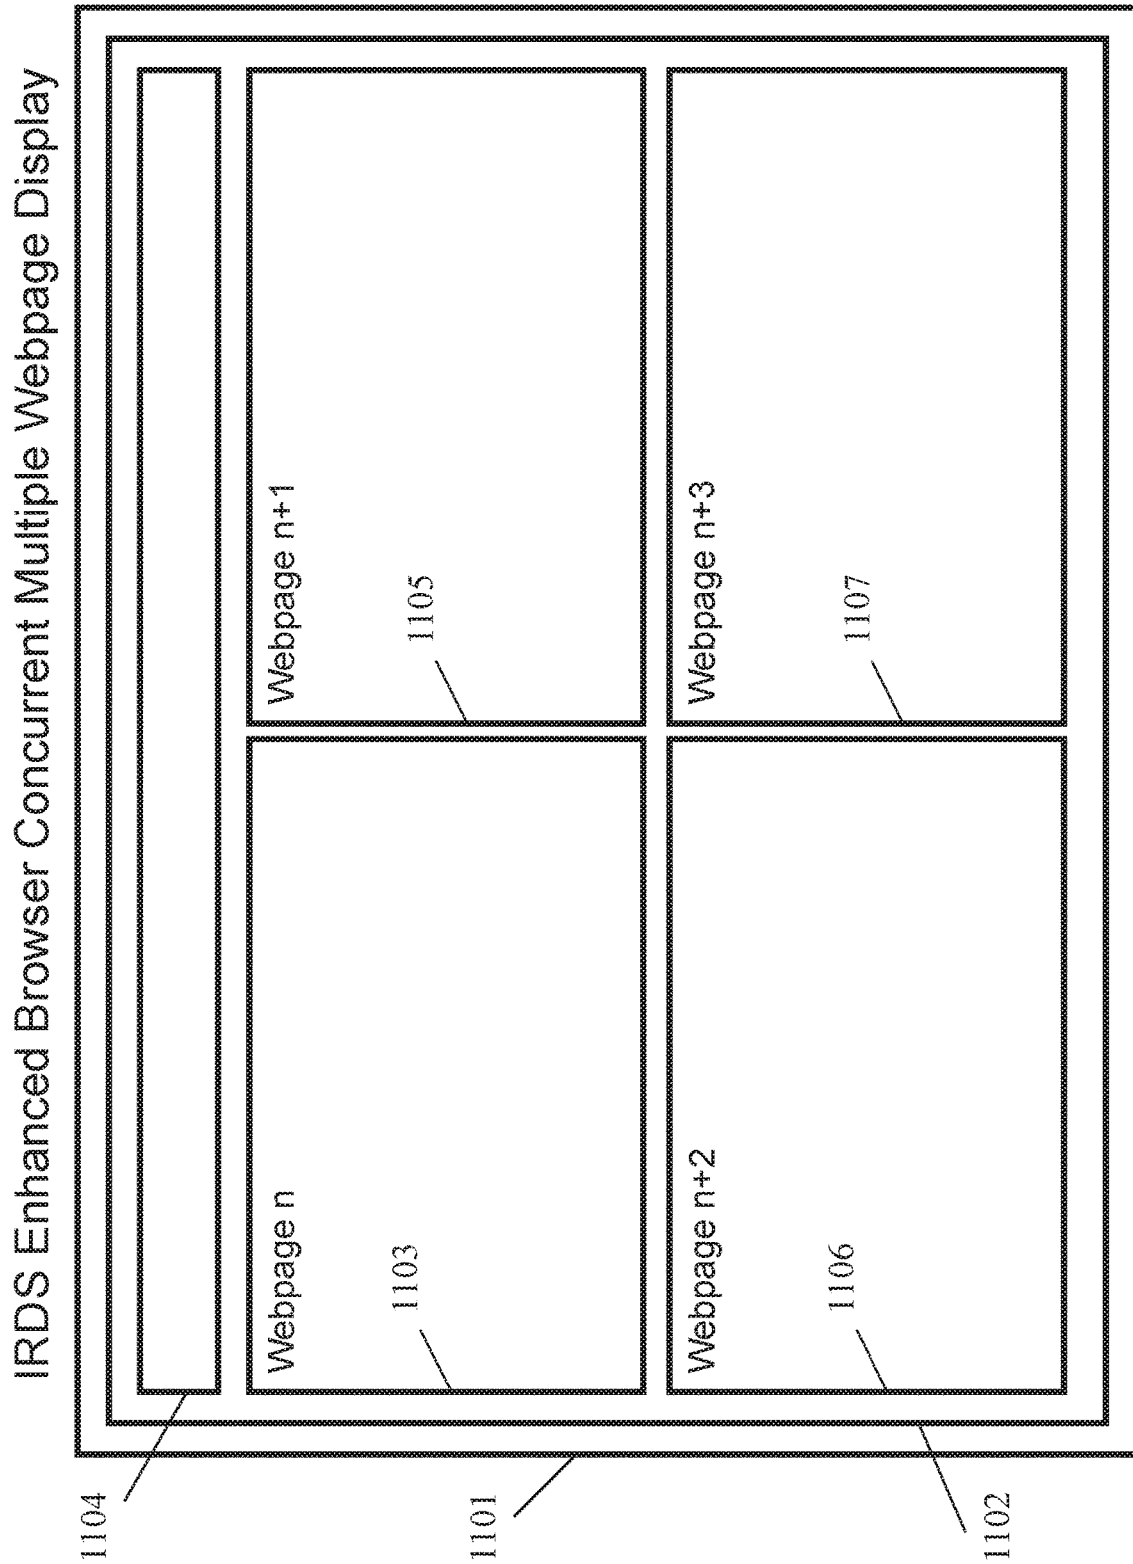 IRDS Enhanced Browser Concurrent Multiple Webpage Display
1104
Webpage n
1103
Webpage n+1
1105
1101
Webpage n+2
1106
Webpage n+3
1107
1102